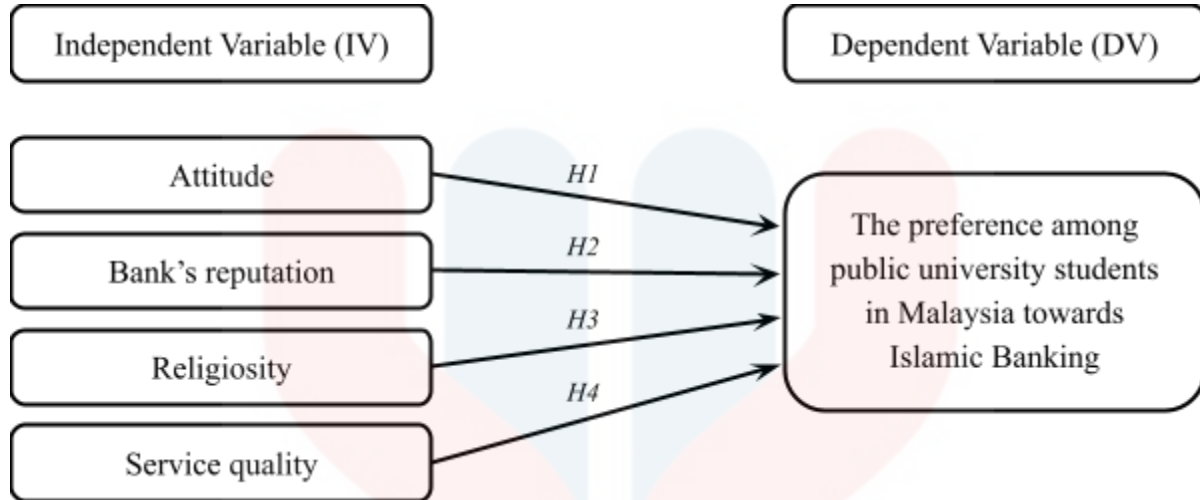 Independent Variable (IV)
Dependent Variable (DV)
Attitude
Bank’s reputation
Religiosity
Service quality
H1
H2
H3
H4
The preference among
public university students
in Malaysia towards
Islamic Banking